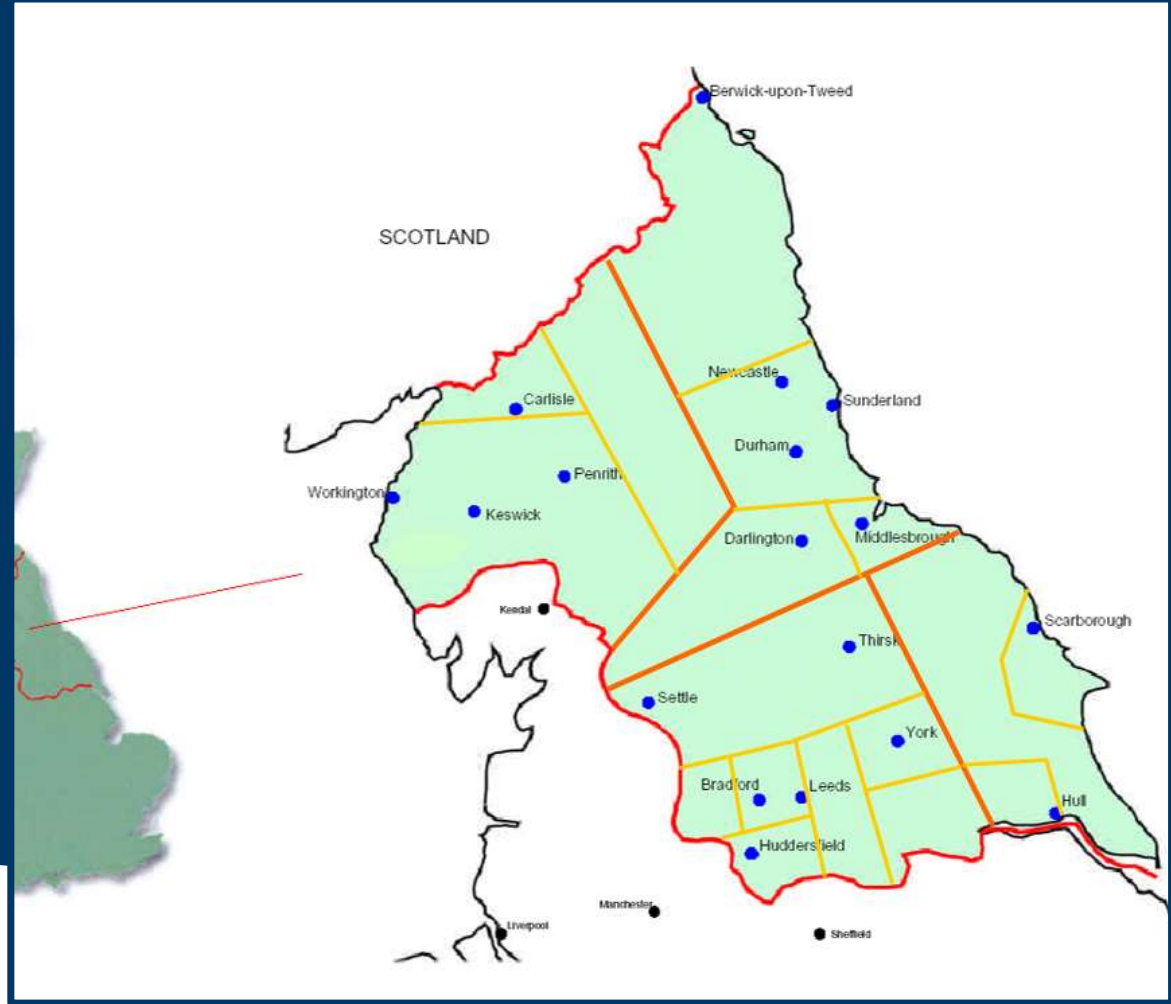 Berwick-upon-Tweed
SCOTLAND
Newcastle
Carlisle
Sunderland
Durham
Penrith
Workington
Keswick
Darlington
Middlesbrough
Kendal
Scarborough
Thirsk
Settle
York
Bradford
Leeds
Hull
Huddersfield
Manchester
Liverpool
Sheffield